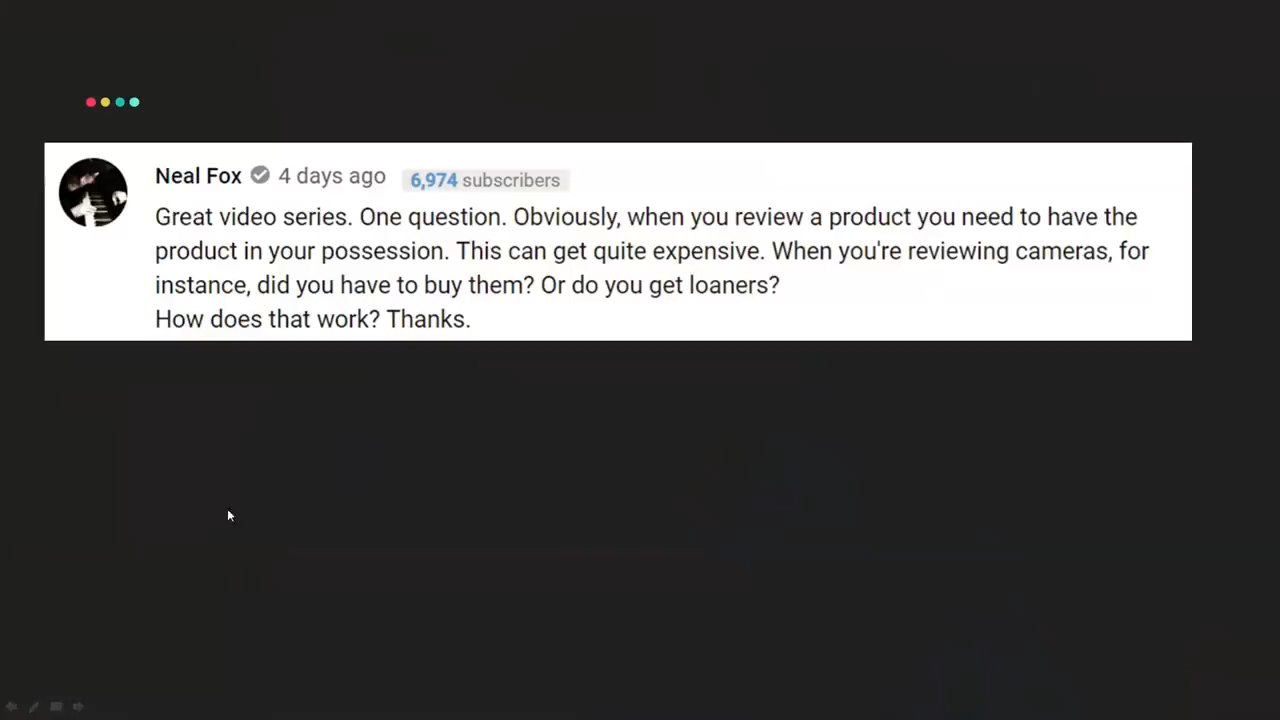 Neal Fox 4 days ago 6,974 subscribers
Great video series. One question. Obviously, when you review a product you need to have the
product in your possession. This can get quite expensive. When you're reviewing cameras, for
instance, did you have to buy them? Or do you get loaners?
How does that work? Thanks.